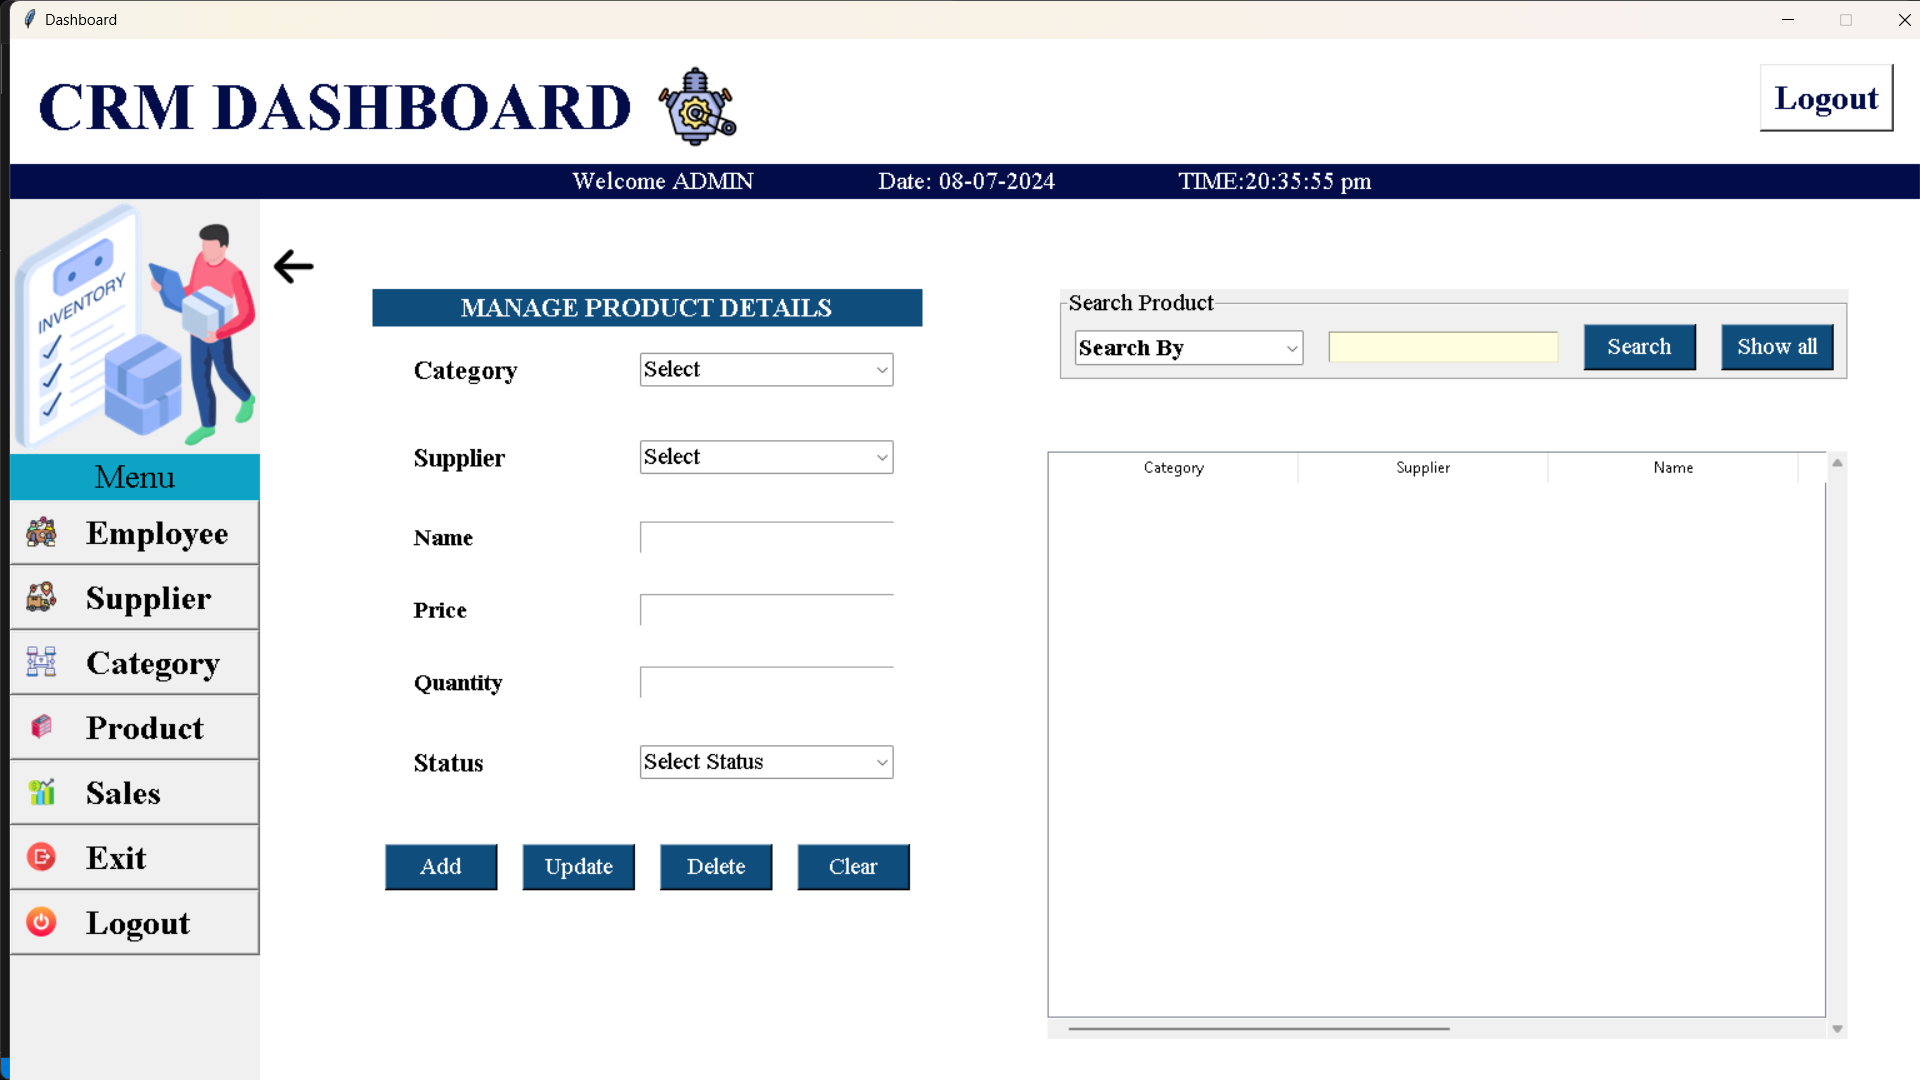 Dashboard
CRM DASHBOARD
Logout
Welcome ADMIN Date: 08-07-2024 TIME:20:35:55 pm
INVENTORY
Menu
Employee
Supplier
Category
Product
Sales
Exit
Logout
MANAGE PRODUCT DETAILS
Category Select
Supplier Select
Name
Price
Quantity
Status Select Status
Add Update Delete Clear
Search Product
Search By Search Show all
Category Supplier Name